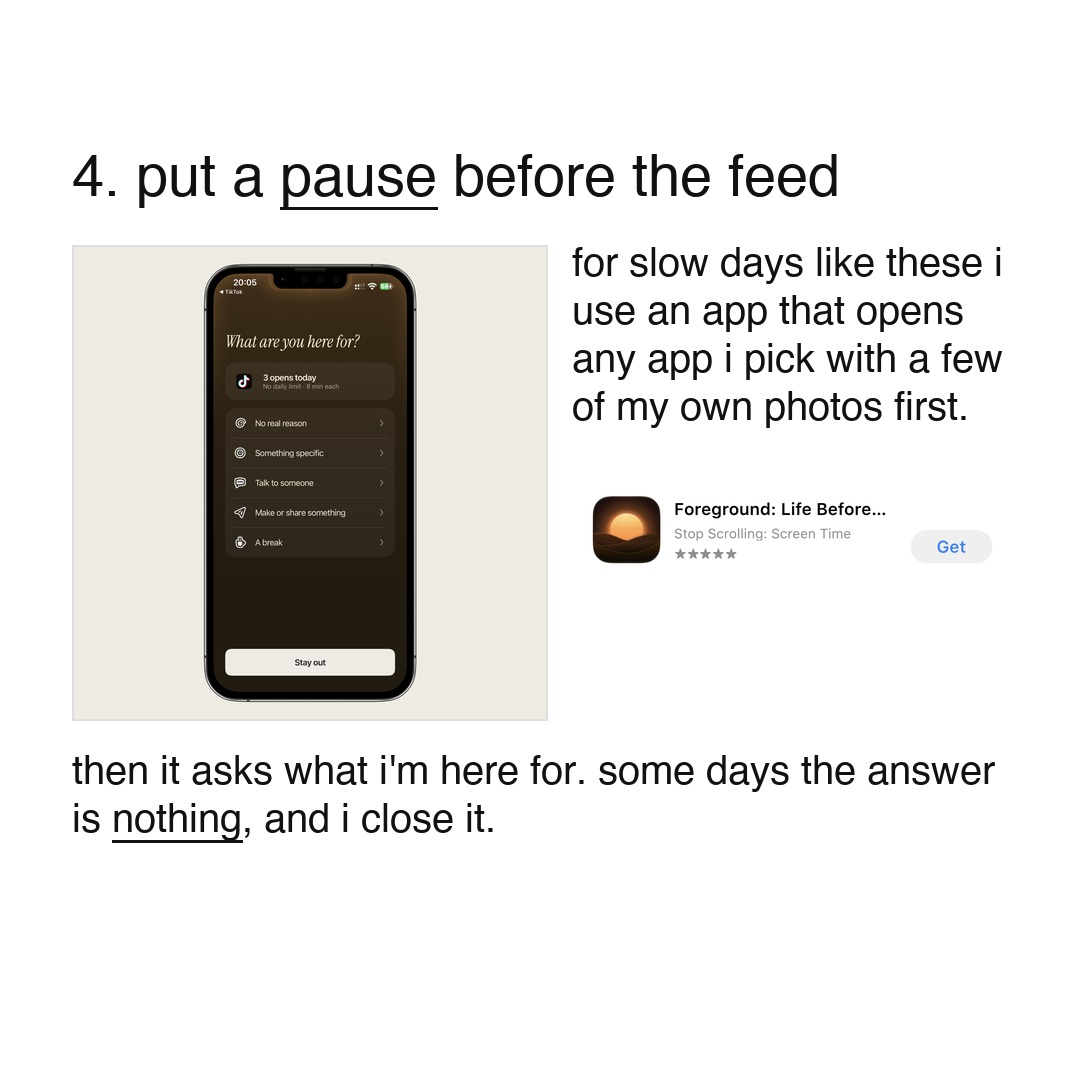 4. put a pause before the feed
20:05
◀ TikTok
66+
What are you here for?
3 opens today
No daily limit · 8 min each
No real reason
Something specific
Talk to someone
Make or share something
A break
Stay out
for slow days like these i
use an app that opens
any app i pick with a few
of my own photos first.
Foreground: Life Before...
Stop Scrolling: Screen Time
★★★★★
Get
then it asks what i'm here for. some days the answer
is nothing, and i close it.